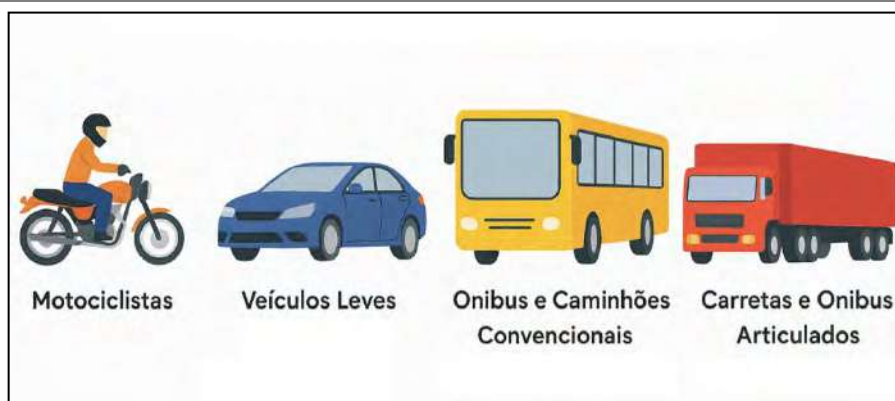 Motociclistas
Veículos Leves
Onibus e Caminhões
Convencionais
Carretas e Onibus
Articulados